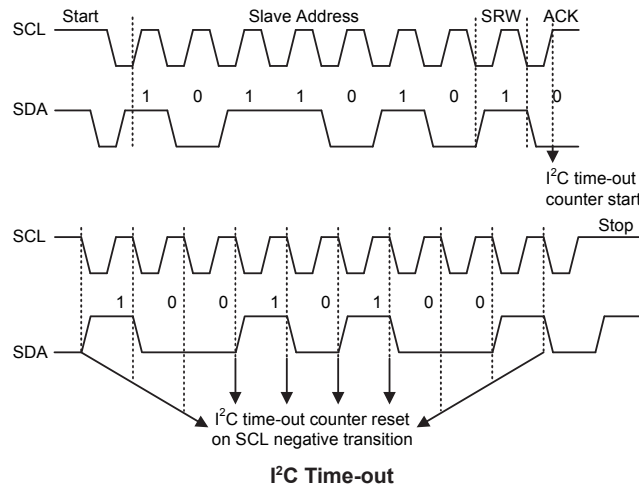 Start Slave Address SRW ACK
SCL
1 0 1 1 0 1 0 1 0
SDA
I²C time-out
counter start
Stop
SCL
1 0 0 1 0 1 0 0
SDA
I²C time-out counter reset
on SCL negative transition
I²C Time-out